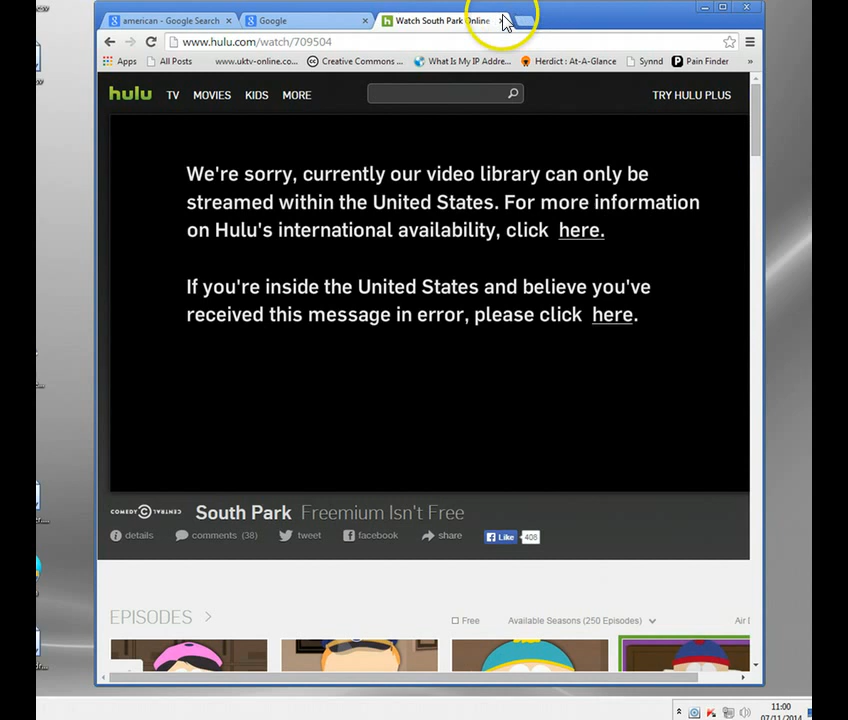 american - Google Search
Google
Watch South Park Online
www.hulu.com/watch/709504
Apps
All Posts
www.uktv-online.co...
Creative Commons ...
What Is My IP Addre...
Herdict : At-A-Glance
Synnd
Pain Finder
»
hulu
TV
MOVIES
KIDS
MORE
TRY HULU PLUS
We're sorry, currently our video library can only be
streamed within the United States. For more information
on Hulu's international availability, click here.
If you're inside the United States and believe you've
received this message in error, please click here.
COMEDY CENTRAL
South Park Freemium Isn't Free
details
comments (38)
tweet
facebook
share
Like
408
EPISODES >
Free
Available Seasons (250 Episodes)
11:00
07/11/2014